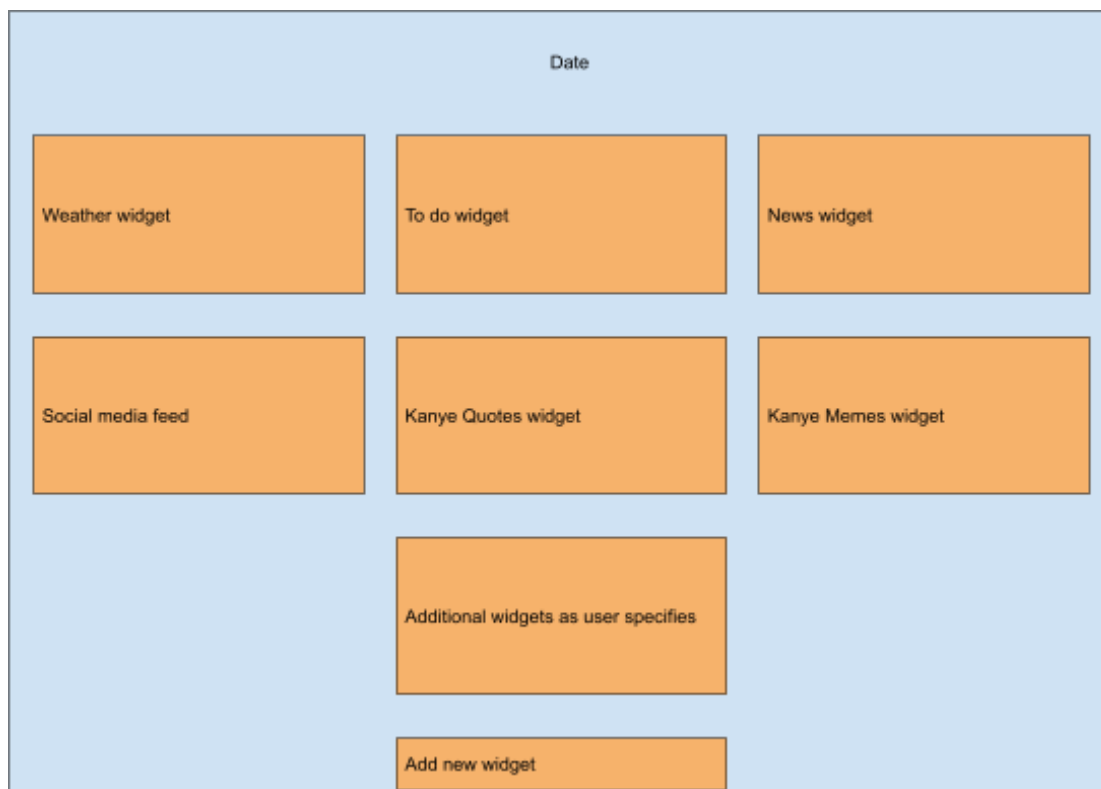 Date
Weather widget
To do widget
News widget
Social media feed
Kanye Quotes widget
Kanye Memes widget
Additional widgets as user specifies
Add new widget